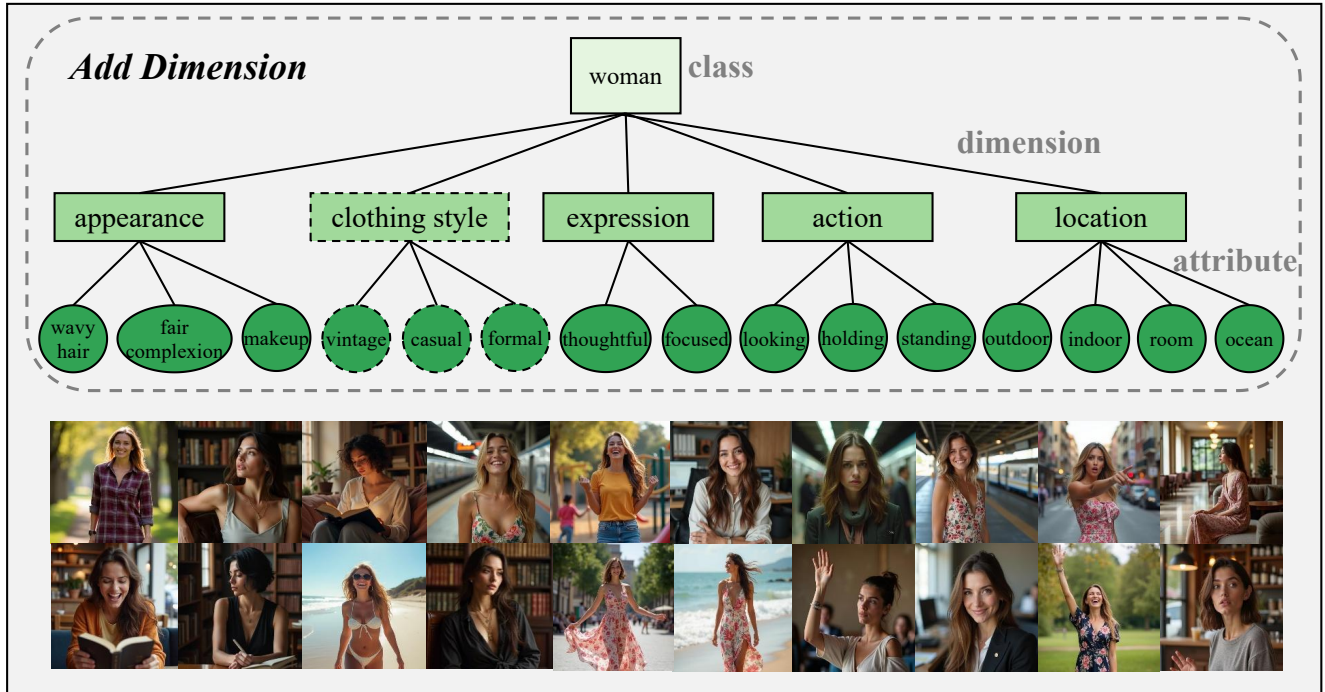 Add Dimension
woman
class
dimension
appearance
clothing style
expression
action
location
attribute
wavy
hair
fair
complexion
makeup
vintage
casual
formal
thoughtful
focused
looking
holding
standing
outdoor
indoor
room
ocean